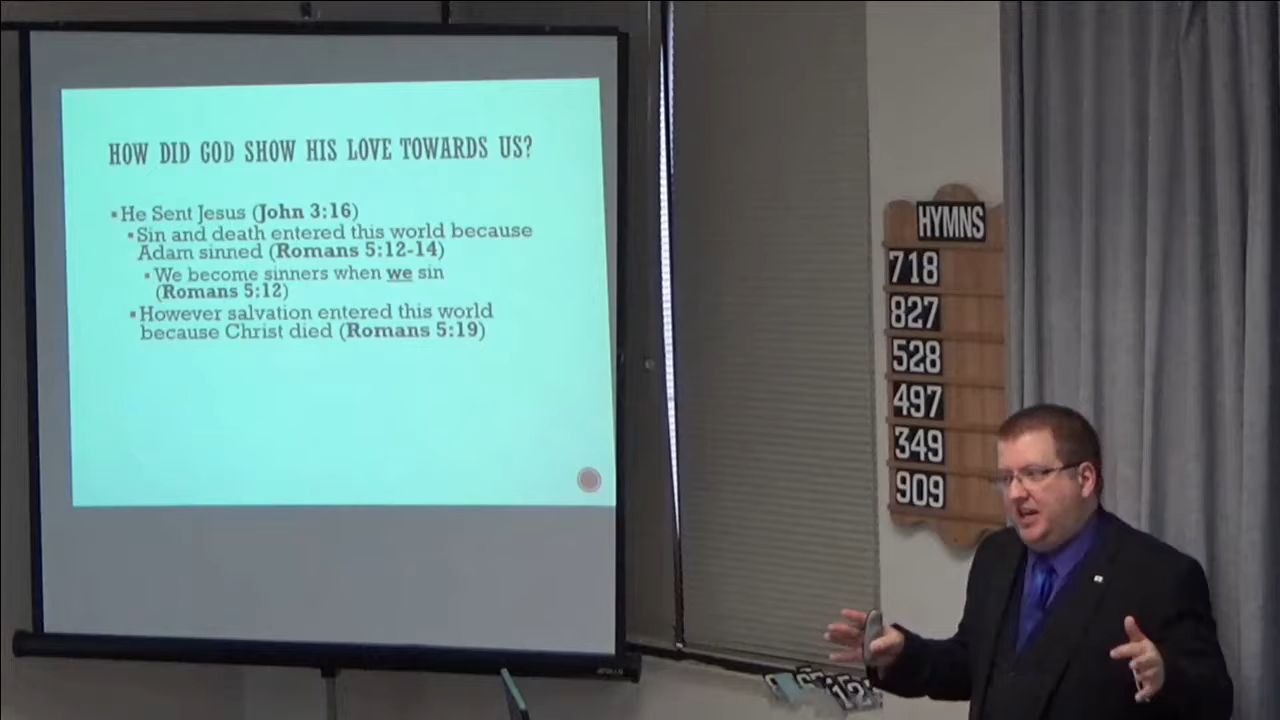 HOW DID GOD SHOW HIS LOVE TOWARDS US?
▪He Sent Jesus (John 3:16)
▪Sin and death entered this world because
Adam sinned (Romans 5:12-14)
▪We become sinners when we sin
(Romans 5:12)
▪However salvation entered this world
because Christ died (Romans 5:19)
HYMNS
718
827
528
497
349
909